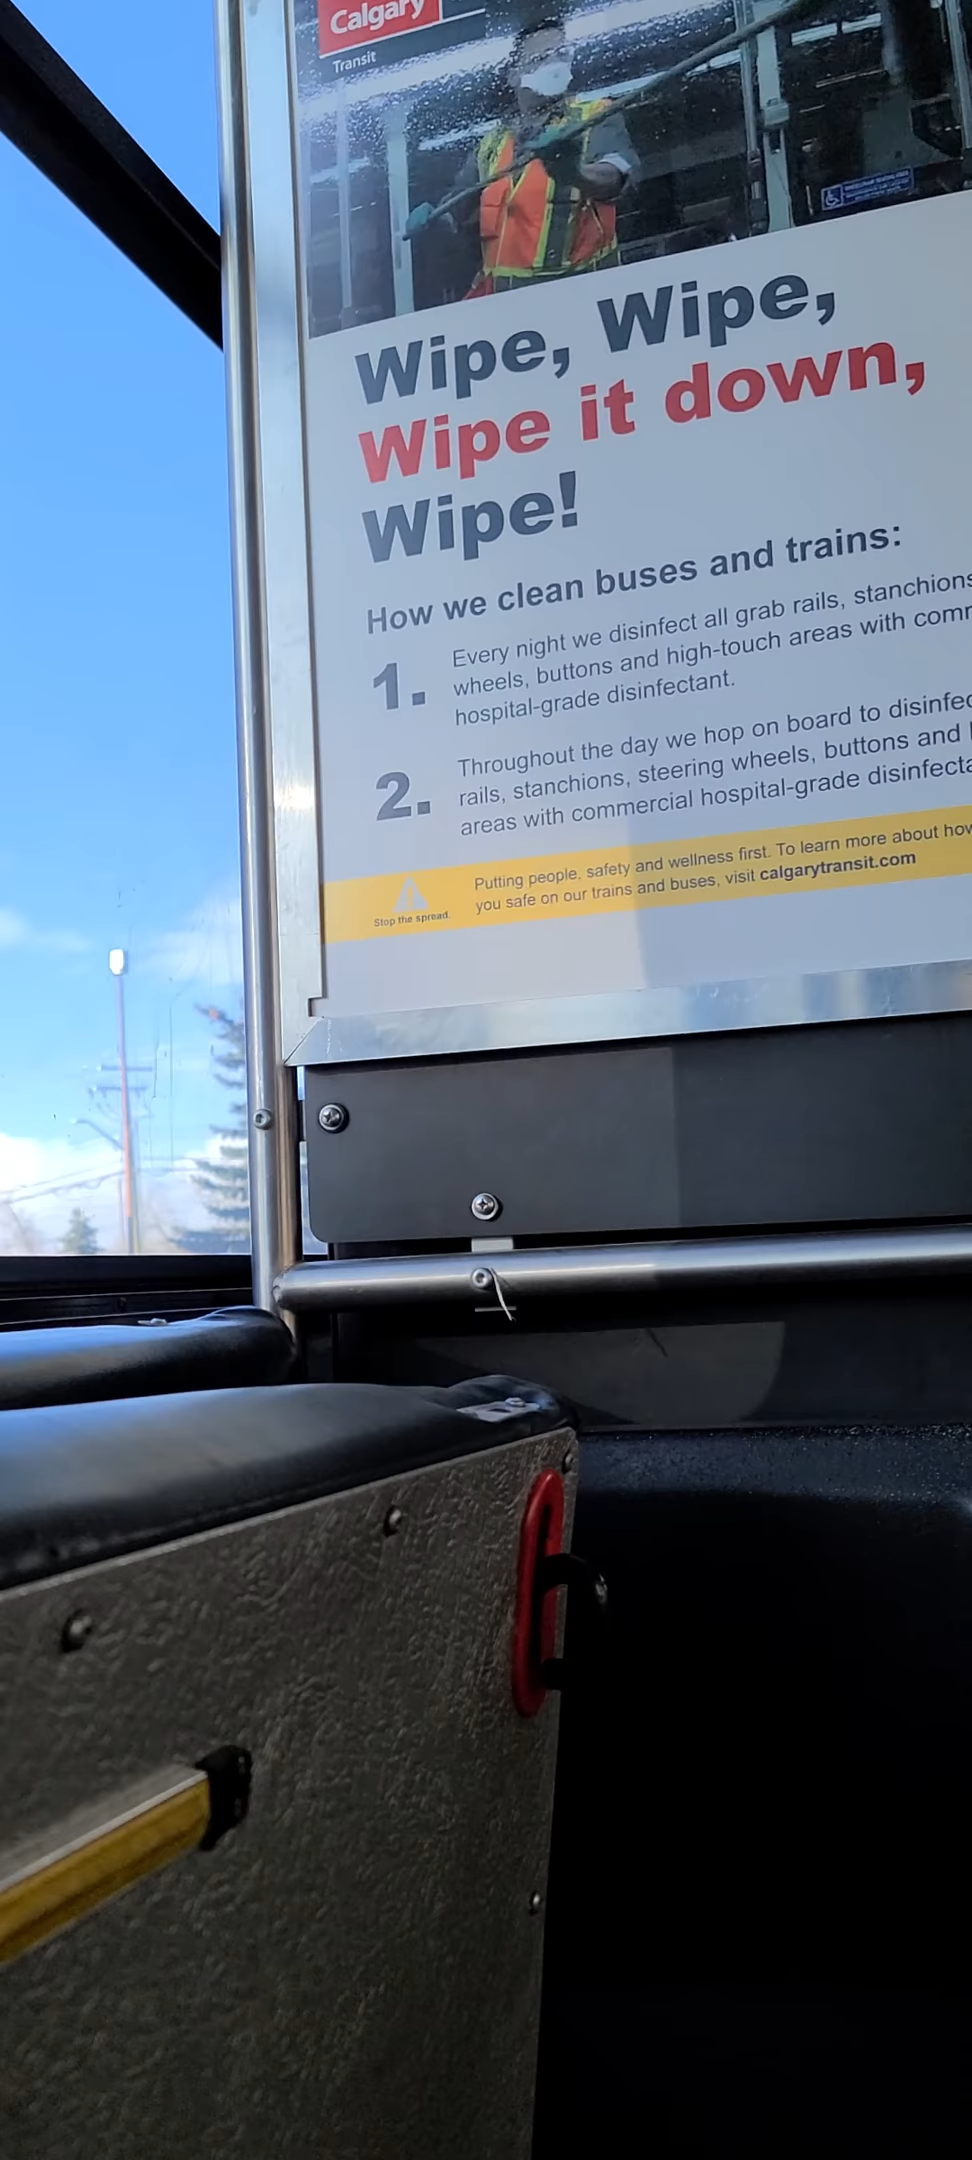 Calgary
Transit
Wipe, Wipe,
Wipe it down,
Wipe!
How we clean buses and trains:
1.
Every night we disinfect all grab rails, stanchions
wheels, buttons and high-touch areas with comm
hospital-grade disinfectant.
2.
Throughout the day we hop on board to disinfec
rails, stanchions, steering wheels, buttons and
areas with commercial hospital-grade disinfecta
Putting people, safety and wellness first. To learn more about how
you safe on our trains and buses, visit calgarytransit.com
Stop the spread.